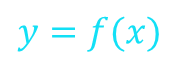 y = f(x)